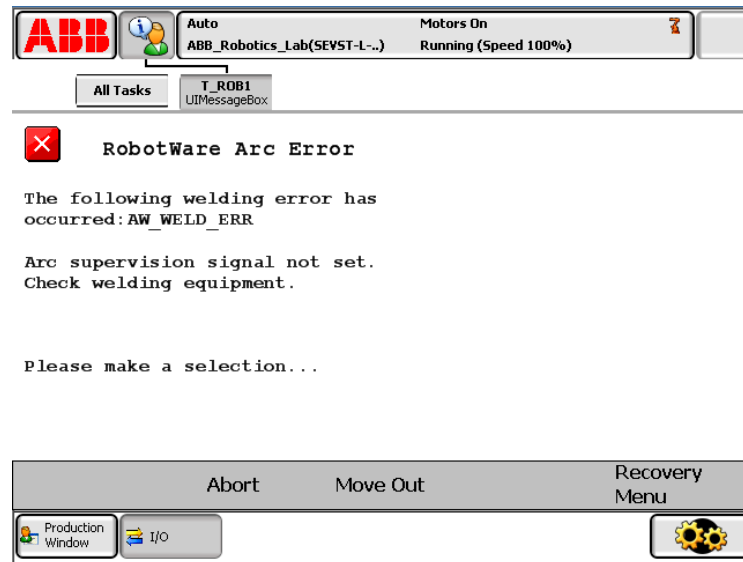 ABB
Auto
ABB_Robotics_Lab(SEVST-L-..)
Motors On
Running (Speed 100%)
All Tasks
T_ROB1
UIMessageBox
RobotWare Arc Error
The following welding error has
occurred:AW_WELD_ERR
Arc supervision signal not set.
Check welding equipment.
Please make a selection...
Abort
Move Out
Recovery
Menu
Production
Window
I/O